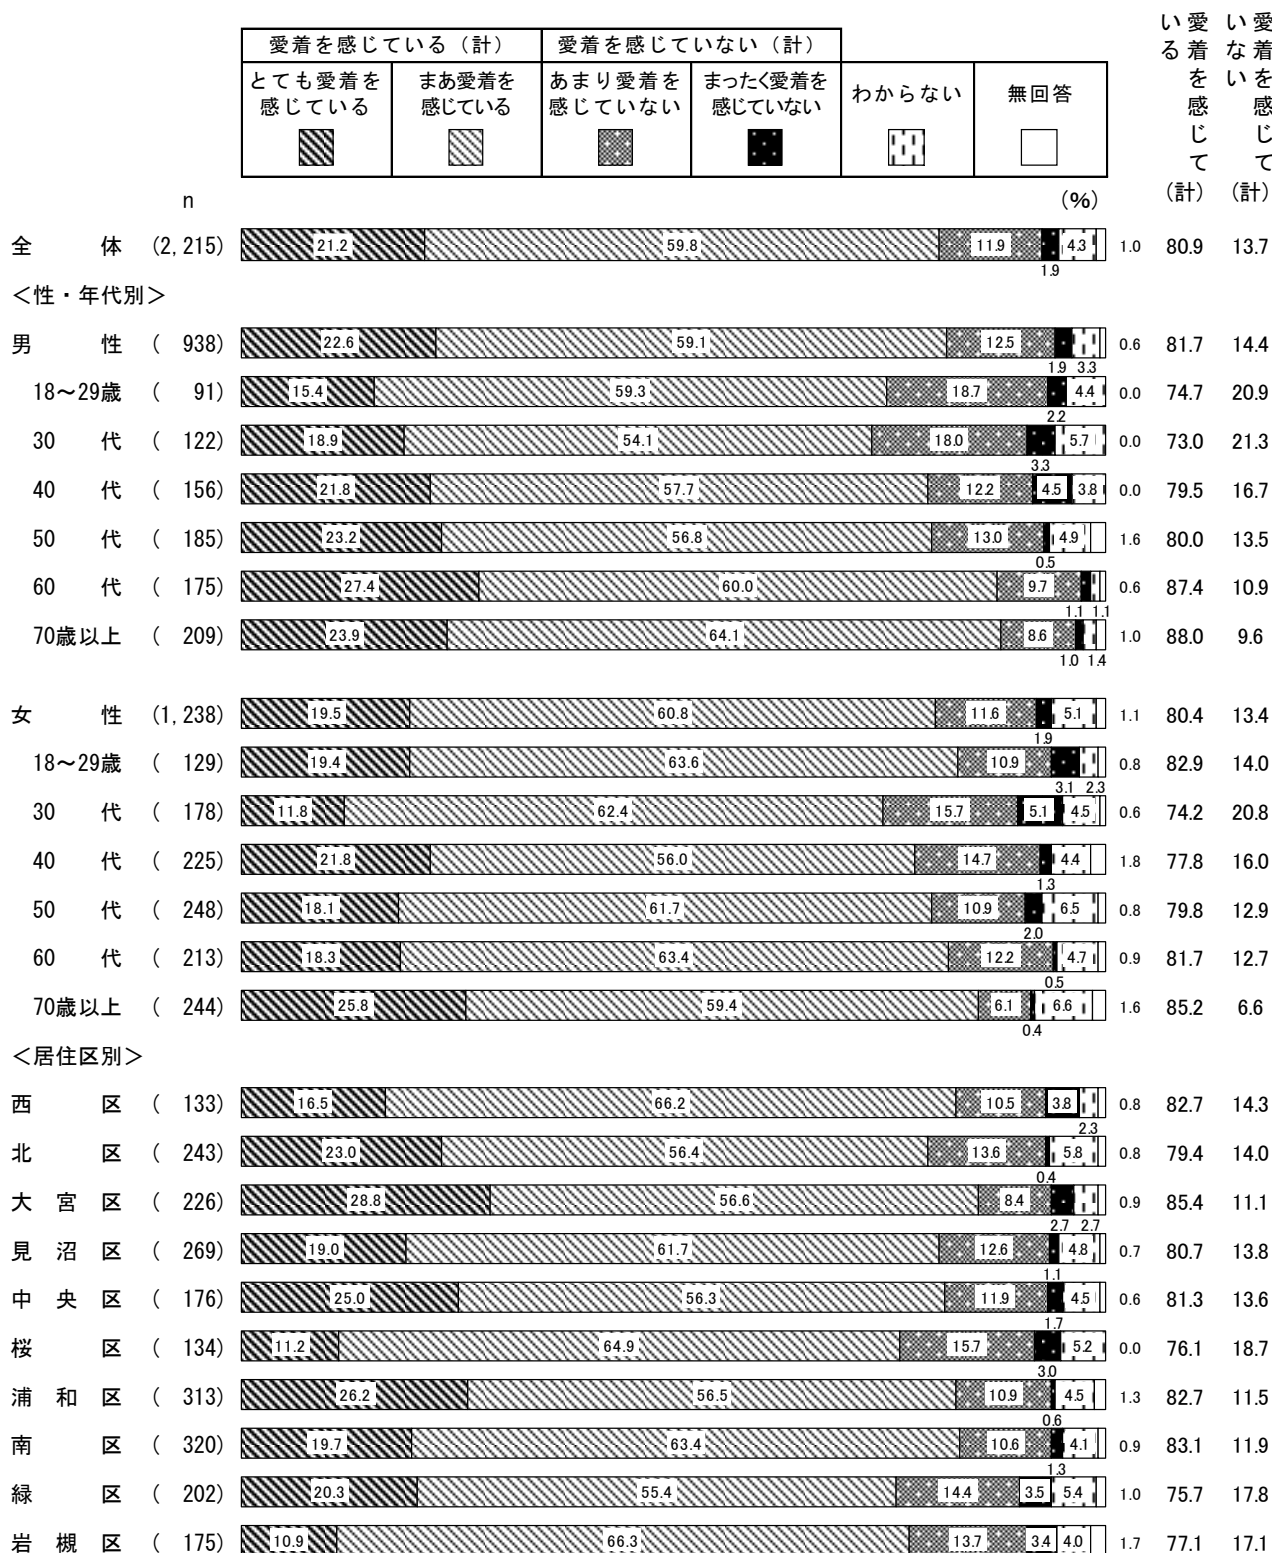 愛着を感じている（計） 愛着を感じていない（計）
とても愛着を感じている まあ愛着を感じている あまり愛着を感じていない まったく愛着を感じていない わからない 無回答
愛着を感じている（計） 愛着を感じていない（計）
n (%)
全体 (2,215) 21.2 59.8 11.9 1.9 4.3 1.0 80.9 13.7
＜性・年代別＞
男性 ( 938) 22.6 59.1 12.5 1.9 3.3 0.6 81.7 14.4
18～29歳 ( 91) 15.4 59.3 18.7 2.2 4.4 0.0 74.7 20.9
30代 ( 122) 18.9 54.1 18.0 3.3 5.7 0.0 73.0 21.3
40代 ( 156) 21.8 57.7 12.2 4.5 3.8 0.0 79.5 16.7
50代 ( 185) 23.2 56.8 13.0 0.5 4.9 1.6 80.0 13.5
60代 ( 175) 27.4 60.0 9.7 1.1 1.1 0.6 87.4 10.9
70歳以上 ( 209) 23.9 64.1 8.6 1.0 1.4 1.0 88.0 9.6
女性 (1,238) 19.5 60.8 11.6 1.9 5.1 1.1 80.4 13.4
18～29歳 ( 129) 19.4 63.6 10.9 3.1 2.3 0.8 82.9 14.0
30代 ( 178) 11.8 62.4 15.7 5.1 4.5 0.6 74.2 20.8
40代 ( 225) 21.8 56.0 14.7 1.3 4.4 1.8 77.8 16.0
50代 ( 248) 18.1 61.7 10.9 2.0 6.5 0.8 79.8 12.9
60代 ( 213) 18.3 63.4 12.2 0.5 4.7 0.9 81.7 12.7
70歳以上 ( 244) 25.8 59.4 6.1 0.4 6.6 1.6 85.2 6.6
＜居住区別＞
西区 ( 133) 16.5 66.2 10.5 3.8 2.3 0.8 82.7 14.3
北区 ( 243) 23.0 56.4 13.6 0.4 5.8 0.8 79.4 14.0
大宮区 ( 226) 28.8 56.6 8.4 2.7 2.7 0.9 85.4 11.1
見沼区 ( 269) 19.0 61.7 12.6 1.1 4.8 0.7 80.7 13.8
中央区 ( 176) 25.0 56.3 11.9 1.7 4.5 0.6 81.3 13.6
桜区 ( 134) 11.2 64.9 15.7 3.0 5.2 0.0 76.1 18.7
浦和区 ( 313) 26.2 56.5 10.9 0.6 4.5 1.3 82.7 11.5
南区 ( 320) 19.7 63.4 10.6 1.3 4.1 0.9 83.1 11.9
緑区 ( 202) 20.3 55.4 14.4 3.5 5.4 1.0 75.7 17.8
岩槻区 ( 175) 10.9 66.3 13.7 3.4 4.0 1.7 77.1 17.1